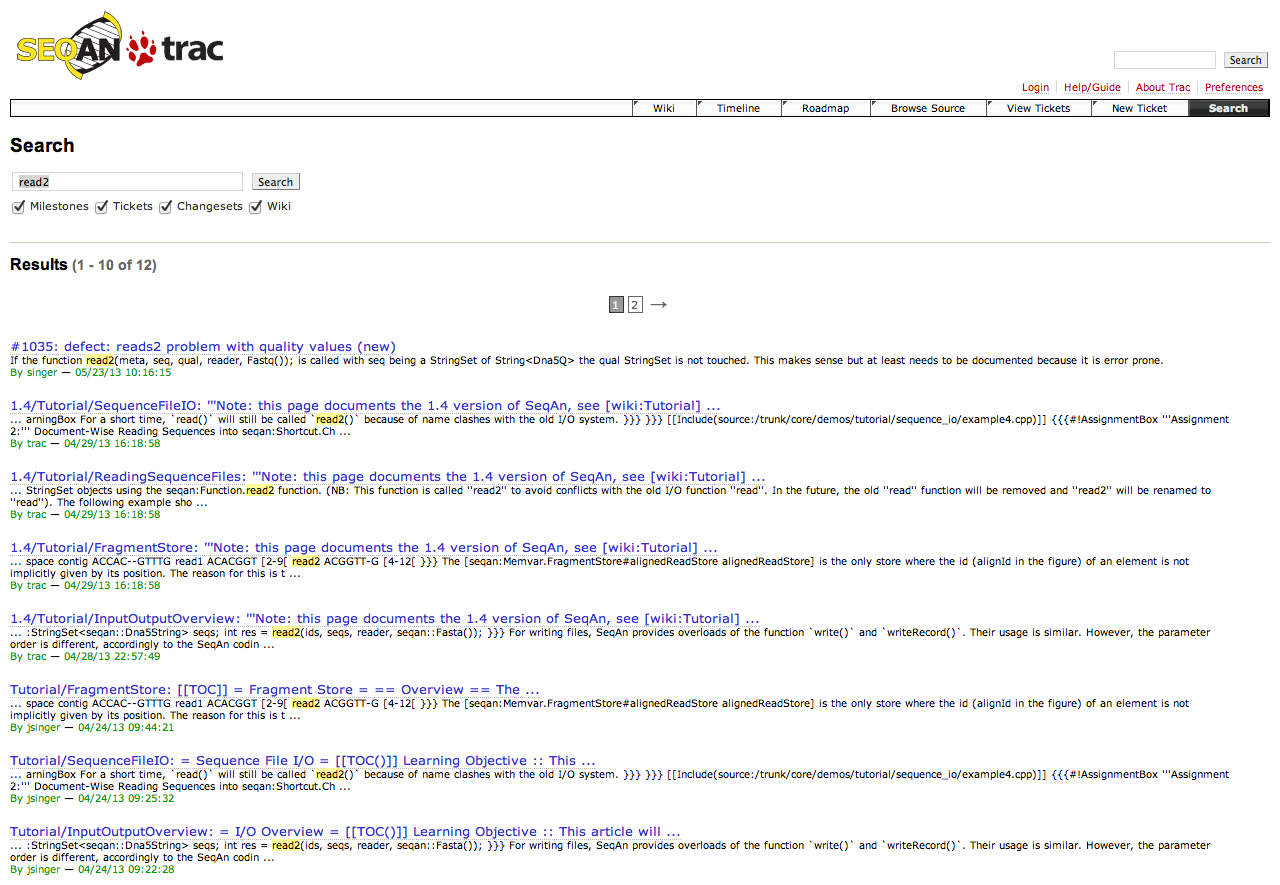 SEQAN trac
Search
Login Help/Guide About Trac Preferences
Wiki Timeline Roadmap Browse Source View Tickets New Ticket Search
Search
read2 Search
Milestones Tickets Changesets Wiki
Results (1 - 10 of 12)
1 2 →
#1035: defect: reads2 problem with quality values (new)
If the function read2(meta, seq, qual, reader, Fastq()); is called with seq being a StringSet of String<Dna5Q> the qual StringSet is not touched. This makes sense but at least needs to be documented because it is error prone.
By singer — 05/23/13 10:16:15
1.4/Tutorial/SequenceFileIO: '''Note: this page documents the 1.4 version of SeqAn, see [wiki:Tutorial] ...
... arningBox For a short time, `read()` will still be called `read2()` because of name clashes with the old I/O system. }}} }}} [[Include(source:/trunk/core/demos/tutorial/sequence_io/example4.cpp)]] {{{#!AssignmentBox '''Assignment
2:''' Document-Wise Reading Sequences into seqan:Shortcut.Ch ...
By trac — 04/29/13 16:18:58
1.4/Tutorial/ReadingSequenceFiles: '''Note: this page documents the 1.4 version of SeqAn, see [wiki:Tutorial] ...
... StringSet objects using the seqan:Function.read2 function. (NB: This function is called ''read2'' to avoid conflicts with the old I/O function ''read''. In the future, the old ''read'' function will be removed and ''read2'' will be renamed to
''read''). The following example sho ...
By trac — 04/29/13 16:18:58
1.4/Tutorial/FragmentStore: '''Note: this page documents the 1.4 version of SeqAn, see [wiki:Tutorial] ...
... space contig ACCAC--GTTTG read1 ACACGGT [2-9[ read2 ACGGTT-G [4-12[ }}} The [seqan:Memvar.FragmentStore#alignedReadStore alignedReadStore] is the only store where the id (alignId in the figure) of an element is not
implicitly given by its position. The reason for this is t ...
By trac — 04/29/13 16:18:58
1.4/Tutorial/InputOutputOverview: '''Note: this page documents the 1.4 version of SeqAn, see [wiki:Tutorial] ...
... :StringSet<seqan::Dna5String> seqs; int res = read2(ids, seqs, reader, seqan::Fasta()); }}} For writing files, SeqAn provides overloads of the function `write()` and `writeRecord()`. Their usage is similar. However, the parameter
order is different, accordingly to the SeqAn codin ...
By trac — 04/28/13 22:57:49
Tutorial/FragmentStore: [[TOC]] = Fragment Store = == Overview == The ...
... space contig ACCAC--GTTTG read1 ACACGGT [2-9[ read2 ACGGTT-G [4-12[ }}} The [seqan:Memvar.FragmentStore#alignedReadStore alignedReadStore] is the only store where the id (alignId in the figure) of an element is not
implicitly given by its position. The reason for this is t ...
By jsinger — 04/24/13 09:44:21
Tutorial/SequenceFileIO: = Sequence File I/O = [[TOC()]] Learning Objective :: This ...
... arningBox For a short time, `read()` will still be called `read2()` because of name clashes with the old I/O system. }}} }}} [[Include(source:/trunk/core/demos/tutorial/sequence_io/example4.cpp)]] {{{#!AssignmentBox '''Assignment
2:''' Document-Wise Reading Sequences into seqan:Shortcut.Ch ...
By jsinger — 04/24/13 09:25:32
Tutorial/InputOutputOverview: = I/O Overview = [[TOC()]] Learning Objective :: This article will ...
... :StringSet<seqan::Dna5String> seqs; int res = read2(ids, seqs, reader, seqan::Fasta()); }}} For writing files, SeqAn provides overloads of the function `write()` and `writeRecord()`. Their usage is similar. However, the parameter
order is different, accordingly to the SeqAn codin ...
By jsinger — 04/24/13 09:22:28